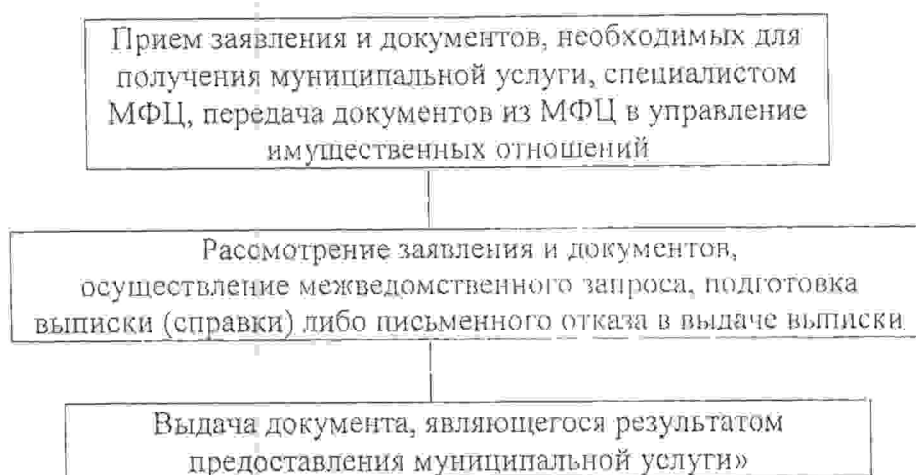 Прием заявления и документов, необходимых для
получения муниципальной услуги, специалистом
МФЦ, передача документов из МФЦ в управление
имущественных отношений
Рассмотрение заявления и документов,
осуществление межведомственного запроса, подготовка
выписки (справки) либо письменного отказа в выдаче выписки
Выдача документа, являющегося результатом
предоставления муниципальной услуги»